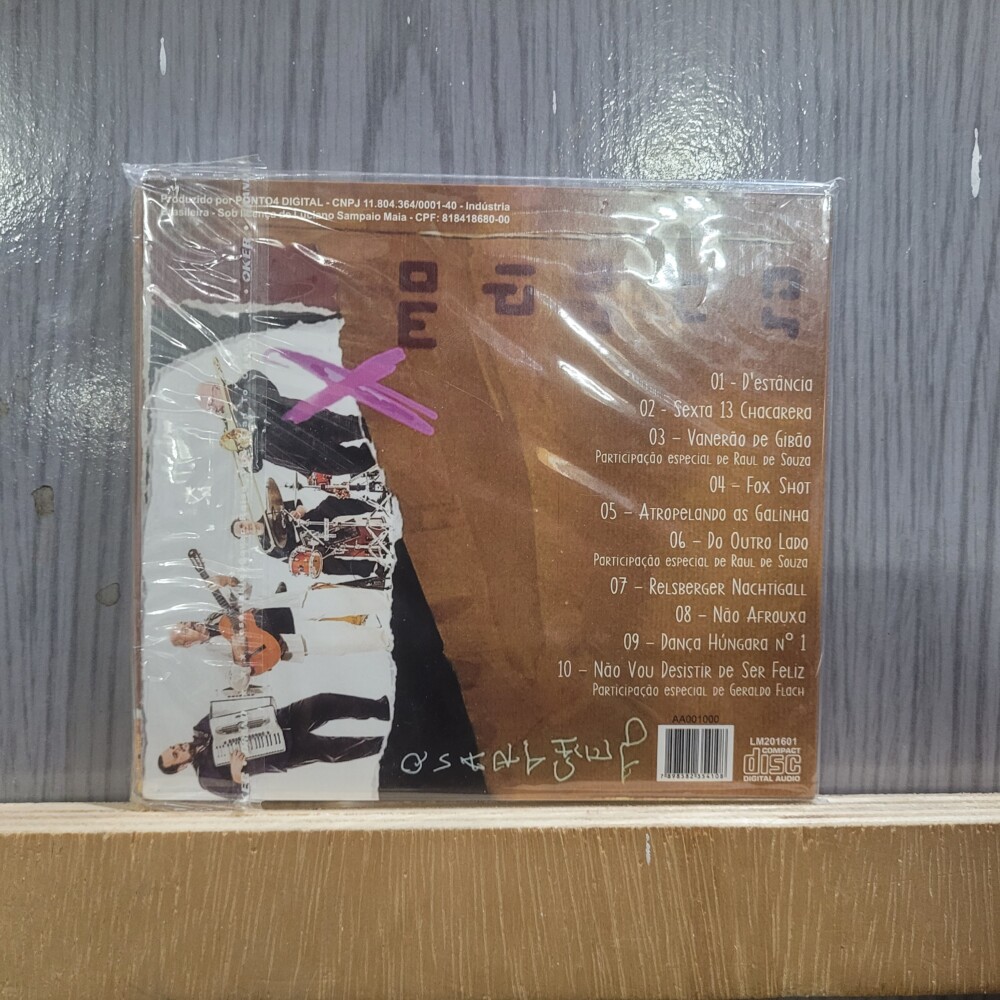 Produzido por PONTO4 DIGITAL - CNPJ 11.804.364/0001-40 - Indústria
Brasileira - Sob licença de Luciano Sampaio Maia - CPF: 818418680-00
01 - D'estância
02 - Sexta 13 Chacarera
03 - Vanerão de Gibão
Participação especial de Raul de Souza
04 - Fox Shot
05 - Atropelando as Galinha
06 - Do Outro Lado
Participação especial de Raul de Souza
07 - Relsberger Nachtigall
08 - Não Afrouxa
09 - Dança Húngara nº 1
10 - Não Vou Desistir de Ser Feliz
Participação especial de Geraldo Flach
AA001000
LM201601
COMPACT
disc
DIGITAL AUDIO